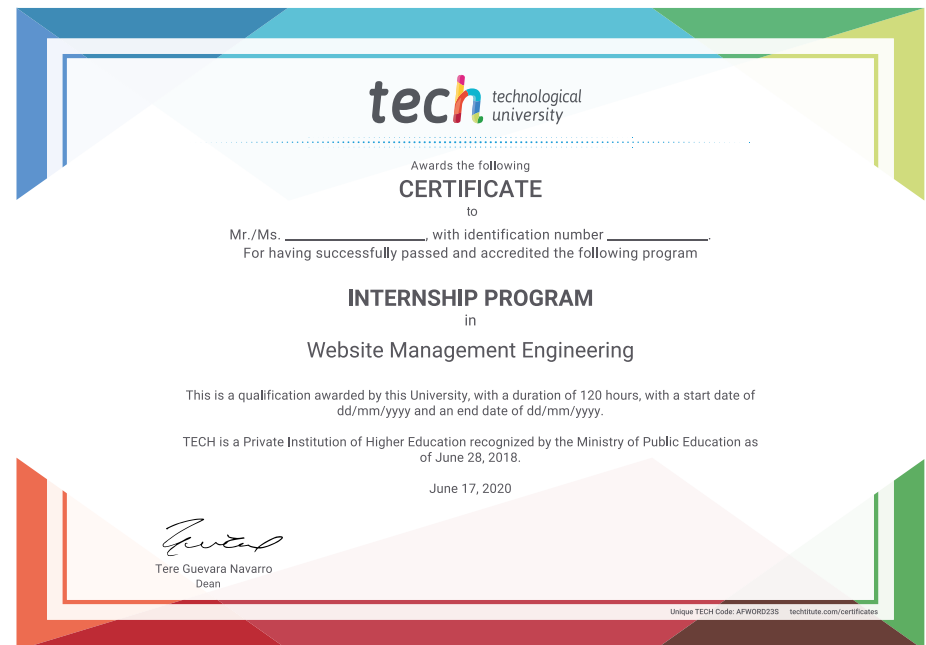 tech technological
university
Awards the following
CERTIFICATE
to
Mr./Ms. ____________________, with identification number ______________.
For having successfully passed and accredited the following program
INTERNSHIP PROGRAM
in
Website Management Engineering
This is a qualification awarded by this University, with a duration of 120 hours, with a start date of
dd/mm/yyyy and an end date of dd/mm/yyyy.
TECH is a Private Institution of Higher Education recognized by the Ministry of Public Education as
of June 28, 2018.
June 17, 2020
Tere Guevara Navarro
Dean
Unique TECH Code: AFWORD23S techtitute.com/certificates